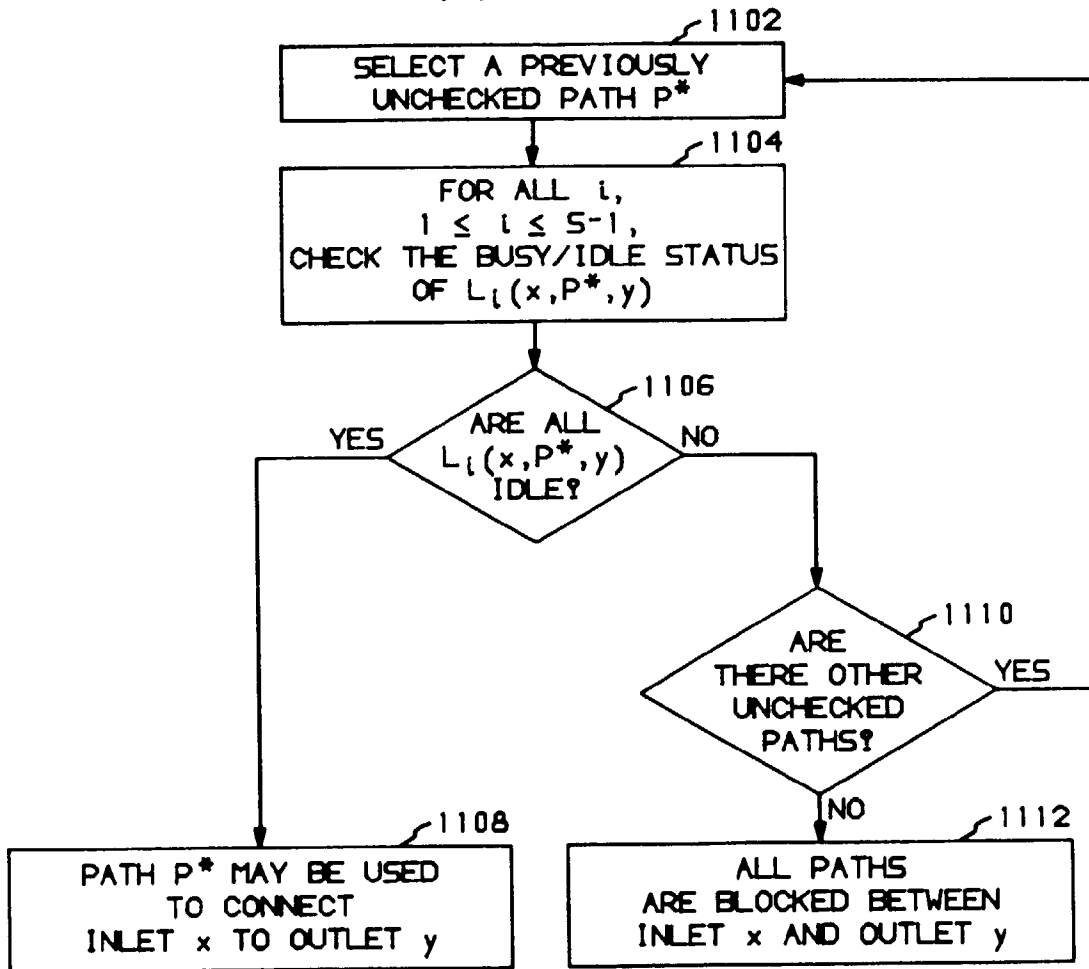 1102
SELECT A PREVIOUSLY
UNCHECKED PATH P*
1104
FOR ALL i,
1 ≤ i ≤ S-1,
CHECK THE BUSY/IDLE STATUS
OF Li(x,P*,y)
1106
ARE ALL
Li(x,P*,y)
IDLE?
YES
NO
1110
ARE
THERE OTHER
UNCHECKED
PATHS?
YES
NO
1108
PATH P* MAY BE USED
TO CONNECT
INLET x TO OUTLET y
1112
ALL PATHS
ARE BLOCKED BETWEEN
INLET x AND OUTLET y